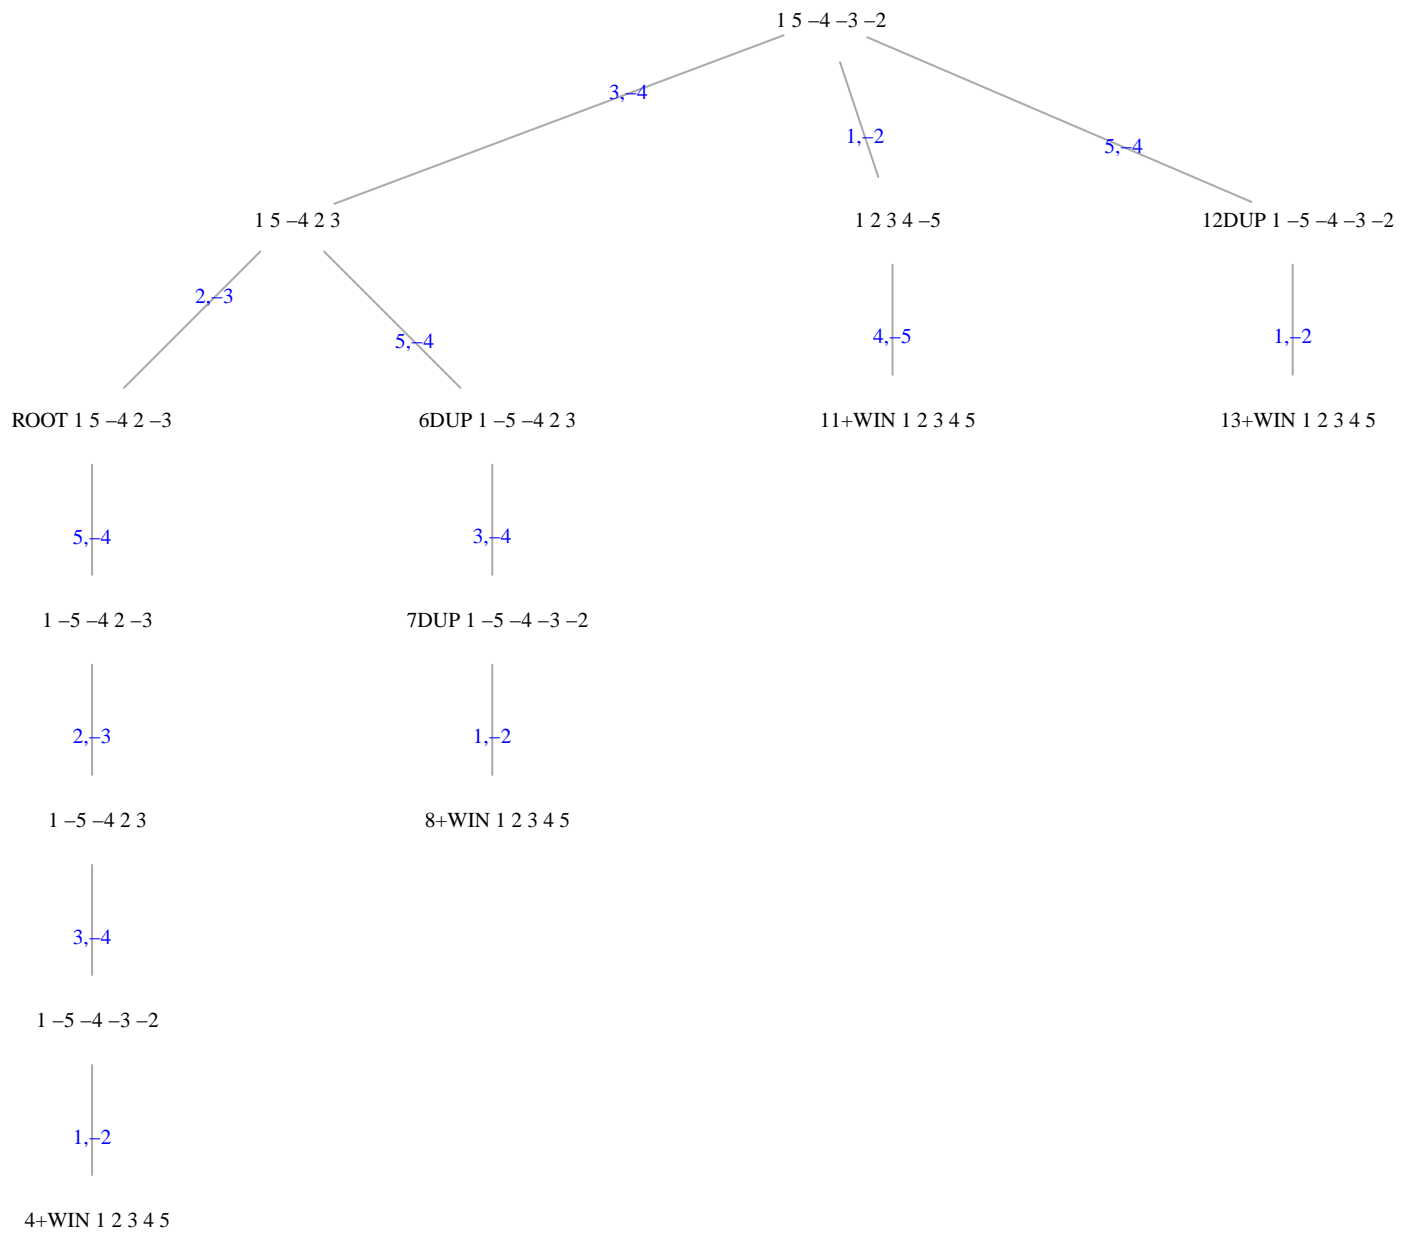 1 5 –4 –3 –2
3,–4
1,–2
5,–4
1 5 –4 2 3
1 2 3 4 –5
12DUP 1 –5 –4 –3 –2
2,–3
5,–4
4,–5
1,–2
ROOT 1 5 –4 2 –3
6DUP 1 –5 –4 2 3
11+WIN 1 2 3 4 5
13+WIN 1 2 3 4 5
5,–4
3,–4
1 –5 –4 2 –3
7DUP 1 –5 –4 –3 –2
2,–3
1,–2
1 –5 –4 2 3
8+WIN 1 2 3 4 5
3,–4
1 –5 –4 –3 –2
1,–2
4+WIN 1 2 3 4 5